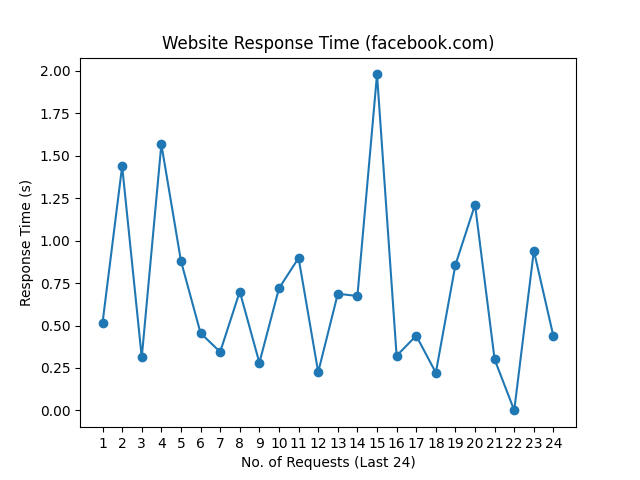 Website Response Time (facebook.com)
2.00
1.75
1.50
1.25
1.00
0.75
0.50
0.25
0.00
Response Time (s)
1 2 3 4 5 6 7 8 9 10 11 12 13 14 15 16 17 18 19 20 21 22 23 24
No. of Requests (Last 24)